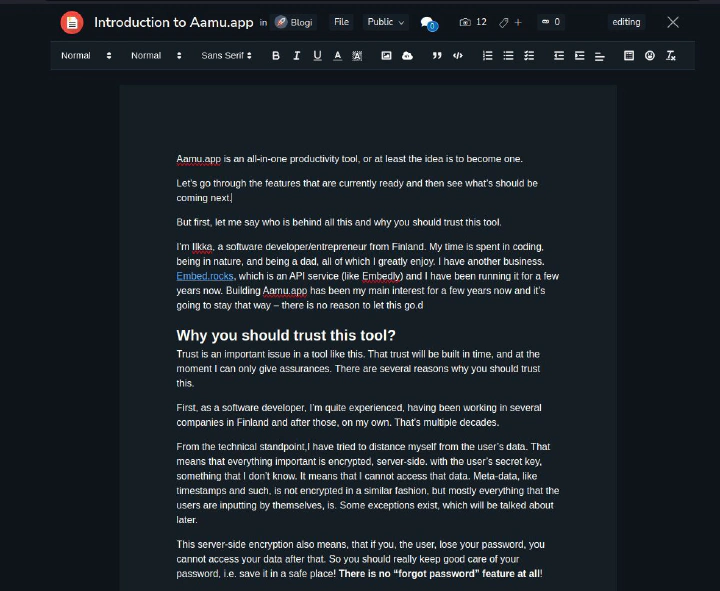 Introduction to Aamu.app in Blogi File Public 0 12 + 0 editing
Normal Normal Sans Serif B I U A A
Aamu.app is an all-in-one productivity tool, or at least the idea is to become one.
Let's go through the features that are currently ready and then see what's should be
coming next.
But first, let me say who is behind all this and why you should trust this tool.
I'm Ilkka, a software developer/entrepreneur from Finland. My time is spent in coding,
being in nature, and being a dad, all of which I greatly enjoy. I have another business.
Embed.rocks, which is an API service (like Embedly) and I have been running it for a few
years now. Building Aamu.app has been my main interest for a few years now and it's
going to stay that way – there is no reason to let this go.d
Why you should trust this tool?
Trust is an important issue in a tool like this. That trust will be built in time, and at the
moment I can only give assurances. There are several reasons why you should trust
this.
First, as a software developer, I'm quite experienced, having been working in several
companies in Finland and after those, on my own. That's multiple decades.
From the technical standpoint,I have tried to distance myself from the user's data. That
means that everything important is encrypted, server-side. with the user's secret key,
something that I don't know. It means that I cannot access that data. Meta-data, like
timestamps and such, is not encrypted in a similar fashion, but mostly everything that the
users are inputting by themselves, is. Some exceptions exist, which will be talked about
later.
This server-side encryption also means, that if you, the user, lose your password, you
cannot access your data after that. So you should really keep good care of your
password, i.e. save it in a safe place! There is no “forgot password” feature at all!